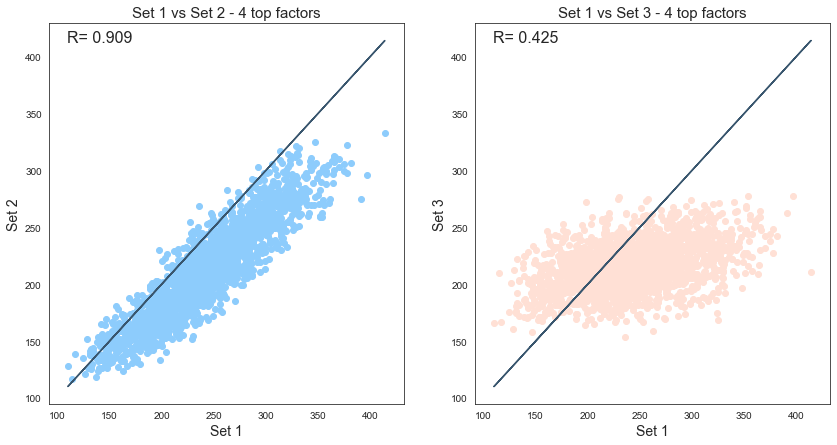 Set 1 vs Set 2 - 4 top factors
R= 0.909
400
350
300
250
200
150
100
Set 2
100 150 200 250 300 350 400
Set 1
Set 1 vs Set 3 - 4 top factors
R= 0.425
400
350
300
250
200
150
100
Set 3
100 150 200 250 300 350 400
Set 1